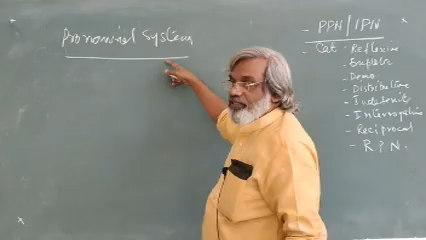 Pronominal System
- PPN / IPN
- Cat - Reflexive
- Emphatic
- Demo
- Distributive
- Indefinite
- Interrogative
- Reciprocal
- R P N.